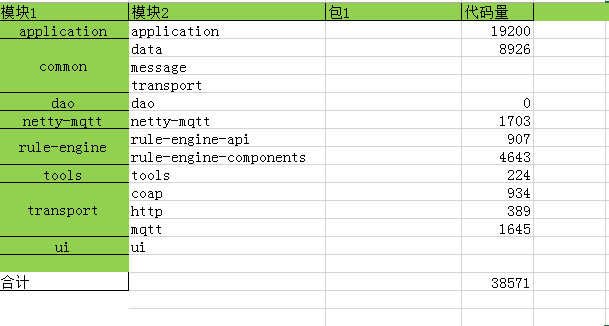 模块1 模块2 包1 代码量
application application 19200
common data 8926
message
transport
dao dao 0
netty-mqtt netty-mqtt 1703
rule-engine rule-engine-api 907
rule-engine-components 4643
tools tools 224
transport coap 934
http 389
mqtt 1645
ui ui
合计 38571